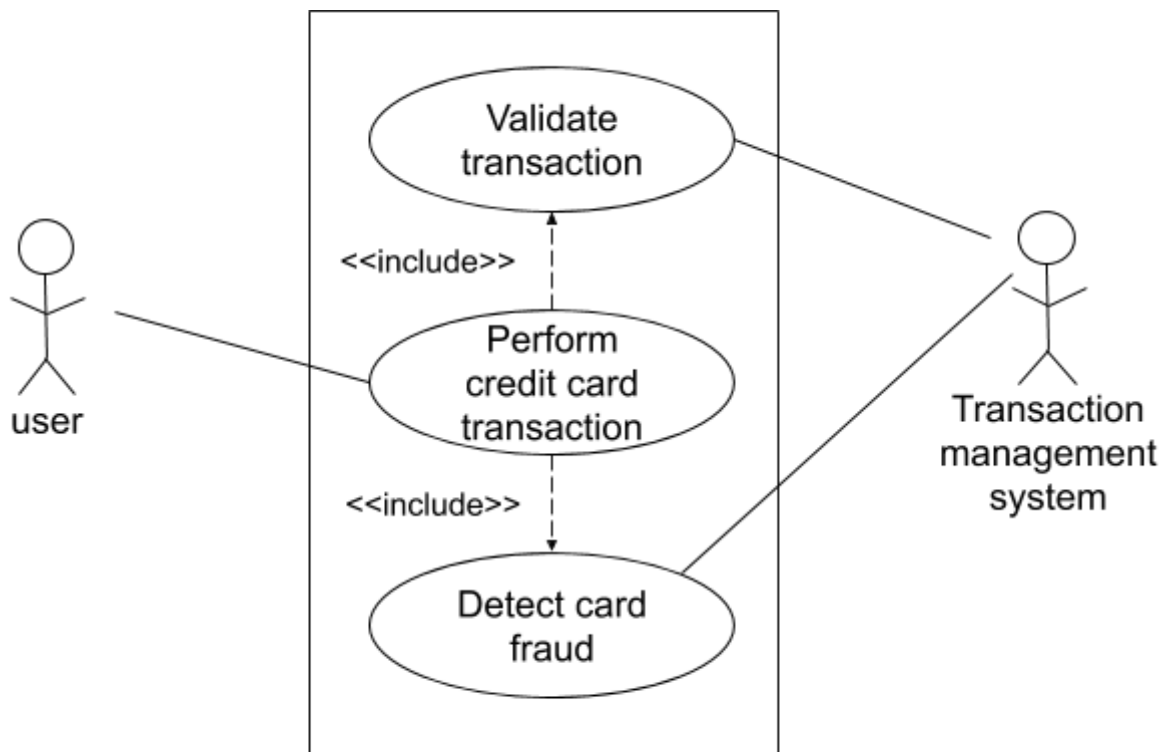 Validate
transaction
<<include>>
Perform
credit card
transaction
user
Transaction
management
system
<<include>>
Detect card
fraud